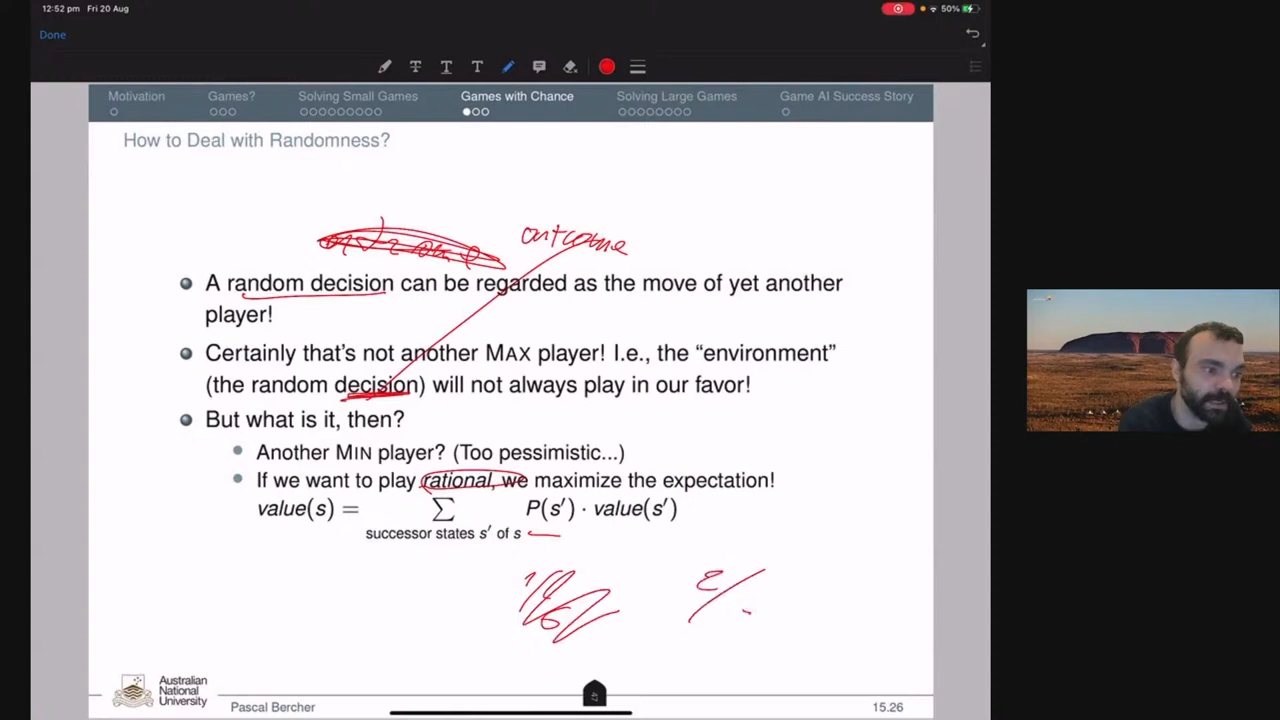 12:52 pm Fri 20 Aug
50%
Done
Motivation Games? Solving Small Games Games with Chance Solving Large Games Game AI Success Story
How to Deal with Randomness?
outcome
A random decision can be regarded as the move of yet another
player!
Certainly that's not another MAX player! I.e., the “environment”
(the random decision) will not always play in our favor!
But what is it, then?
Another MIN player? (Too pessimistic...)
If we want to play rational, we maximize the expectation!
value(s) = ∑ P(s′) · value(s′)
successor states s′ of s
Australian
National
University
Pascal Bercher
47
15.26